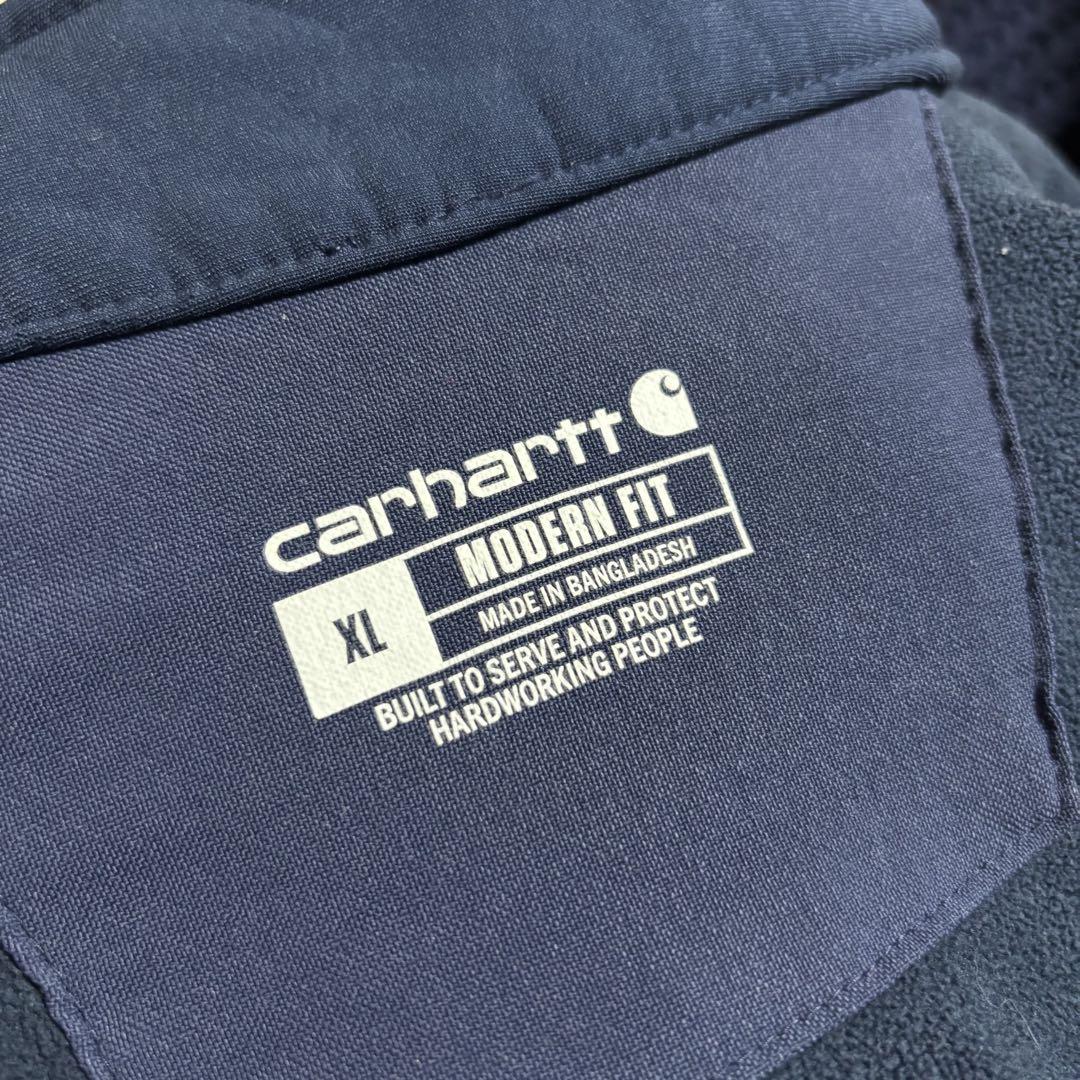 carhartt
XL
MODERN FIT
MADE IN BANGLADESH
BUILT TO SERVE AND PROTECT
HARDWORKING PEOPLE